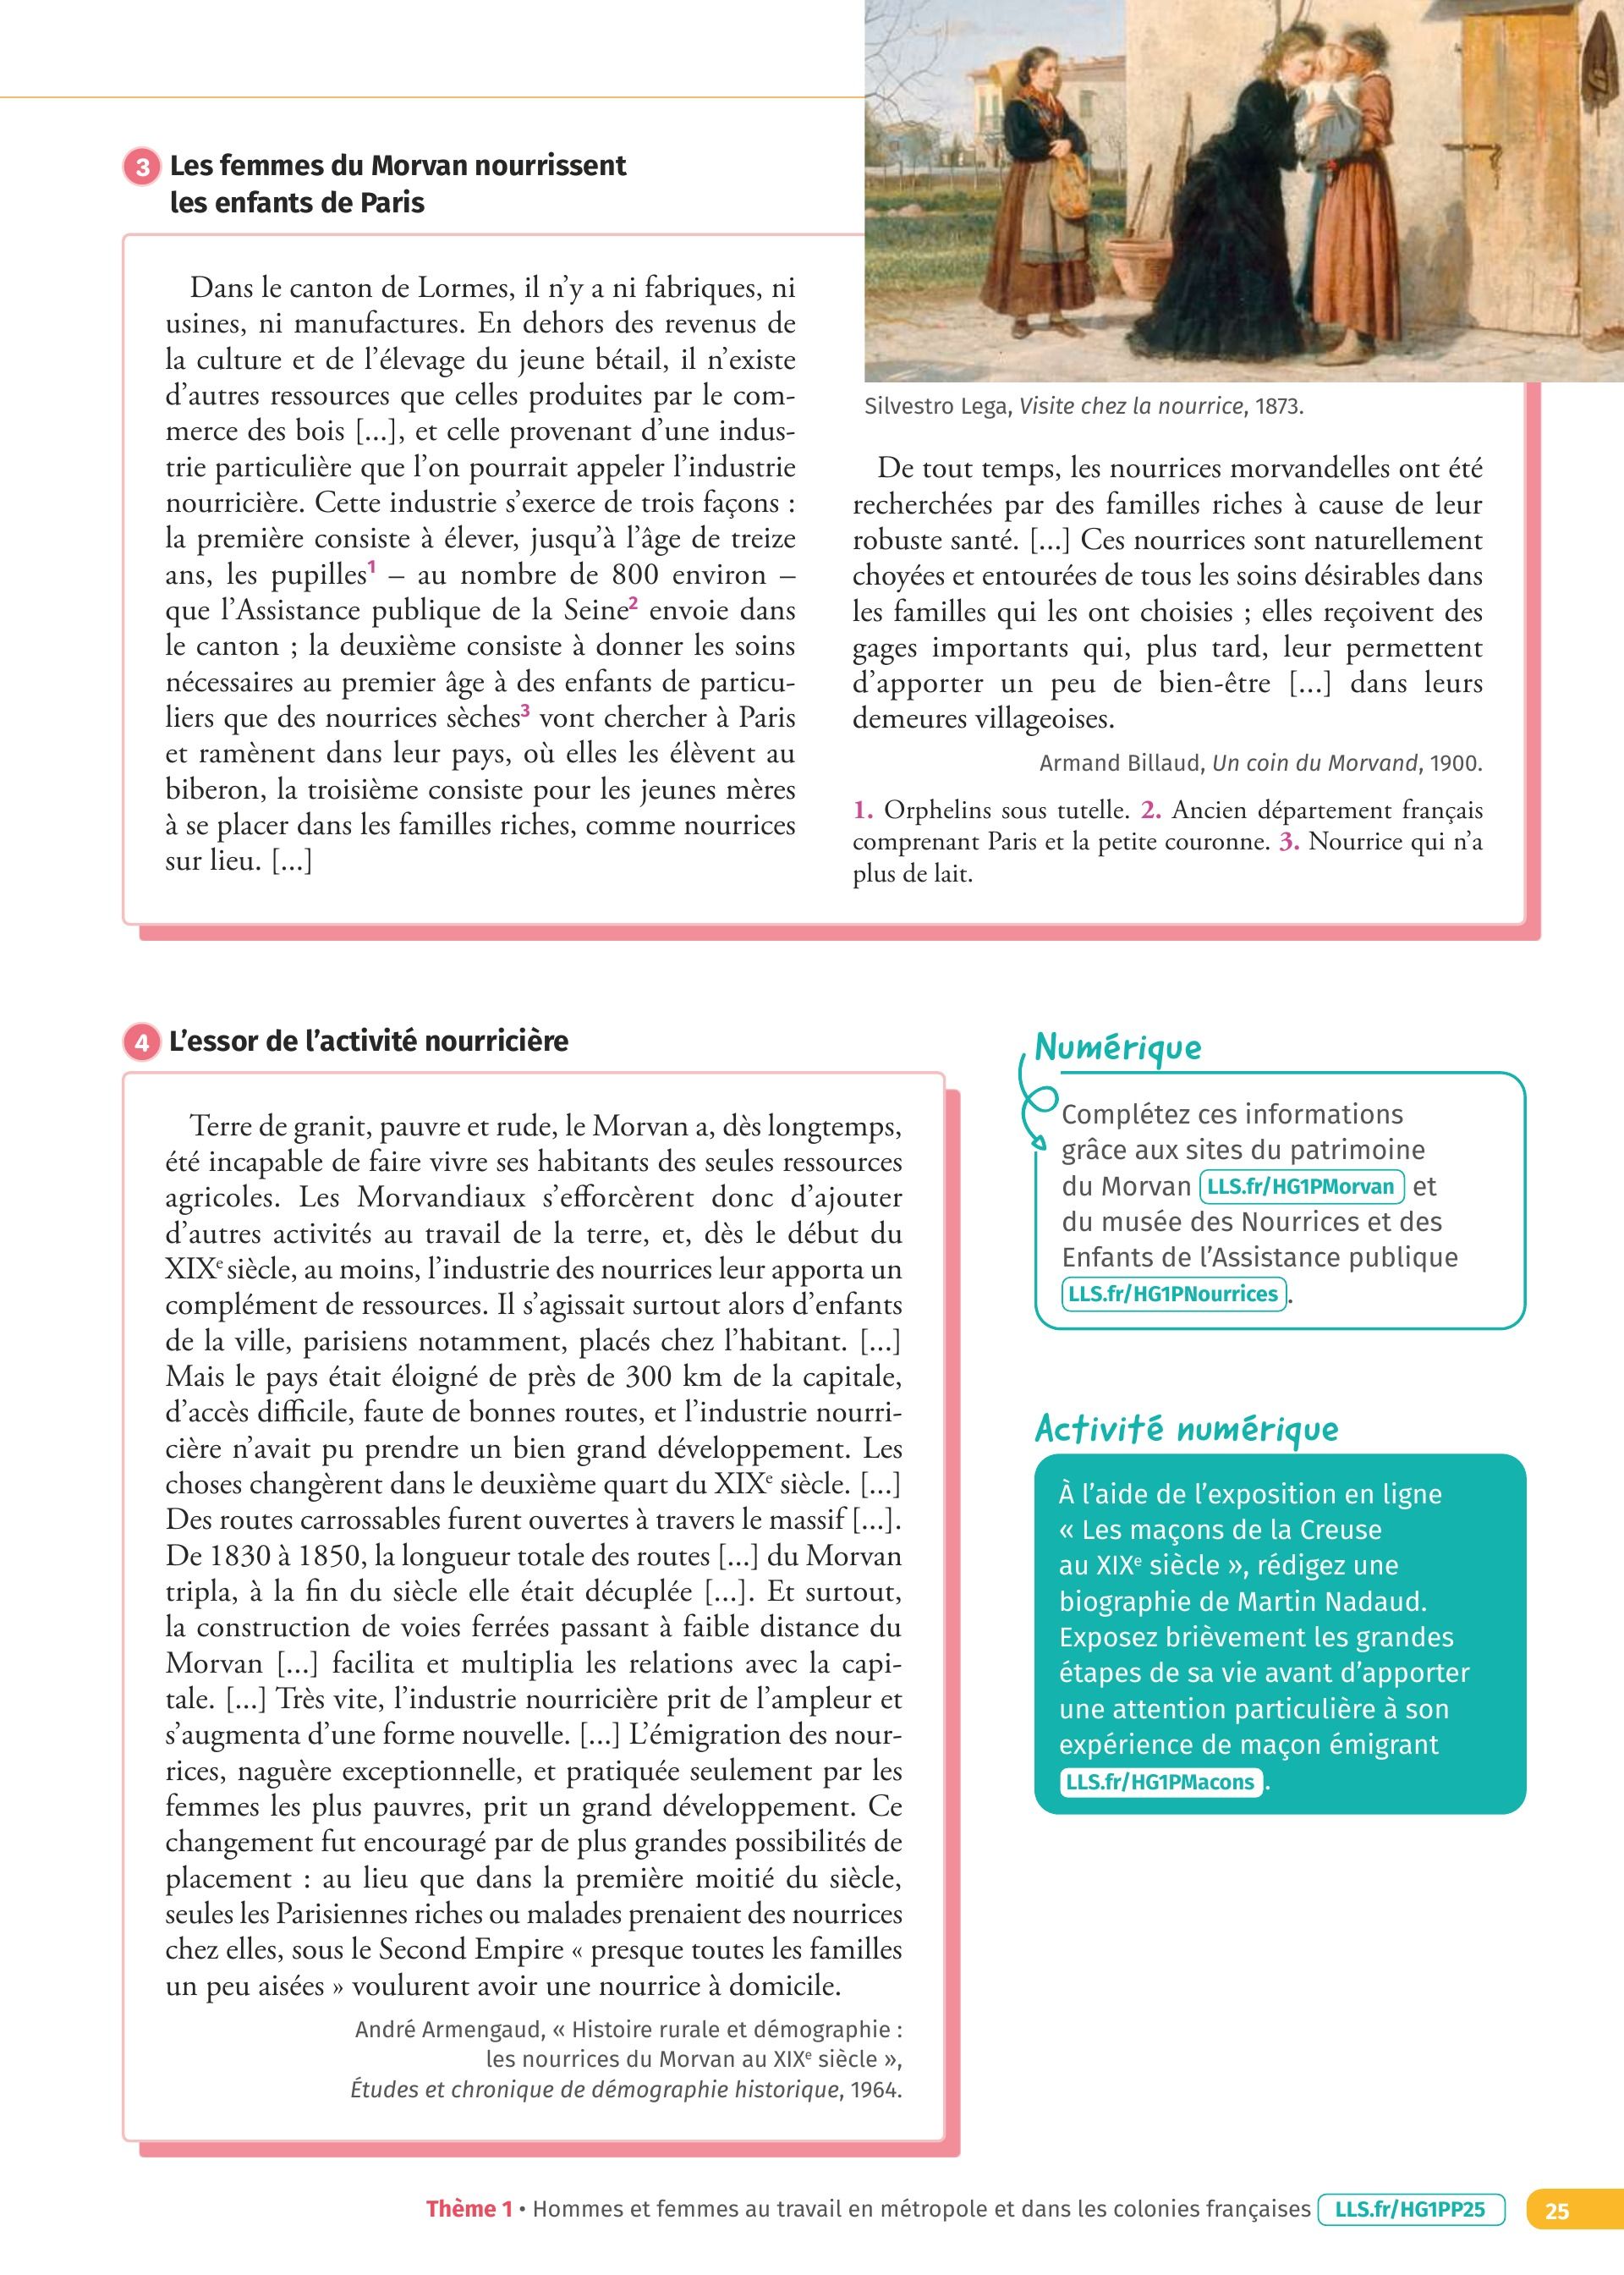 3 Les femmes du Morvan nourrissent
les enfants de Paris
Dans le canton de Lormes, il n’y a ni fabriques, ni
usines, ni manufactures. En dehors des revenus de
la culture et de l’élevage du jeune bétail, il n’existe
d’autres ressources que celles produites par le com-
merce des bois [...], et celle provenant d’une indus-
trie particulière que l’on pourrait appeler l’industrie
nourricière. Cette industrie s’exerce de trois façons :
la première consiste à élever, jusqu’à l’âge de treize
ans, les pupilles1 – au nombre de 800 environ –
que l’Assistance publique de la Seine2 envoie dans
le canton ; la deuxième consiste à donner les soins
nécessaires au premier âge à des enfants de particu-
liers que des nourrices sèches3 vont chercher à Paris
et ramènent dans leur pays, où elles les élèvent au
biberon, la troisième consiste pour les jeunes mères
à se placer dans les familles riches, comme nourrices
sur lieu. [...]
Silvestro Lega, Visite chez la nourrice, 1873.
De tout temps, les nourrices morvandelles ont été
recherchées par des familles riches à cause de leur
robuste santé. [...] Ces nourrices sont naturellement
choyées et entourées de tous les soins désirables dans
les familles qui les ont choisies ; elles reçoivent des
gages importants qui, plus tard, leur permettent
d’apporter un peu de bien-être [...] dans leurs
demeures villageoises.
Armand Billaud, Un coin du Morvand, 1900.
1. Orphelins sous tutelle. 2. Ancien département français
comprenant Paris et la petite couronne. 3. Nourrice qui n’a
plus de lait.
4 L’essor de l’activité nourricière
Terre de granit, pauvre et rude, le Morvan a, dès longtemps,
été incapable de faire vivre ses habitants des seules ressources
agricoles. Les Morvandiaux s’efforcèrent donc d’ajouter
d’autres activités au travail de la terre, et, dès le début du
XIXe siècle, au moins, l’industrie des nourrices leur apporta un
complément de ressources. Il s’agissait surtout alors d’enfants
de la ville, parisiens notamment, placés chez l’habitant. [...]
Mais le pays était éloigné de près de 300 km de la capitale,
d’accès difficile, faute de bonnes routes, et l’industrie nourri-
cière n’avait pu prendre un bien grand développement. Les
choses changèrent dans le deuxième quart du XIXe siècle. [...]
Des routes carrossables furent ouvertes à travers le massif [...].
De 1830 à 1850, la longueur totale des routes [...] du Morvan
tripla, à la fin du siècle elle était décuplée [...]. Et surtout,
la construction de voies ferrées passant à faible distance du
Morvan [...] facilita et multiplia les relations avec la capi-
tale. [...] Très vite, l’industrie nourricière prit de l’ampleur et
s’augmenta d’une forme nouvelle. [...] L’émigration des nour-
rices, naguère exceptionnelle, et pratiquée seulement par les
femmes les plus pauvres, prit un grand développement. Ce
changement fut encouragé par de plus grandes possibilités de
placement : au lieu que dans la première moitié du siècle,
seules les Parisiennes riches ou malades prenaient des nourrices
chez elles, sous le Second Empire « presque toutes les familles
un peu aisées » voulurent avoir une nourrice à domicile.
André Armengaud, « Histoire rurale et démographie :
les nourrices du Morvan au XIXe siècle »,
Études et chronique de démographie historique, 1964.
Numérique
Complétez ces informations
grâce aux sites du patrimoine
du Morvan LLS.fr/HG1PMorvan et
du musée des Nourrices et des
Enfants de l’Assistance publique
LLS.fr/HG1PNourrices.
Activité numérique
À l’aide de l’exposition en ligne
« Les maçons de la Creuse
au XIXe siècle », rédigez une
biographie de Martin Nadaud.
Exposez brièvement les grandes
étapes de sa vie avant d’apporter
une attention particulière à son
expérience de maçon émigrant
LLS.fr/HG1PMacons.
Thème 1 • Hommes et femmes au travail en métropole et dans les colonies françaises LLS.fr/HG1PP25 25